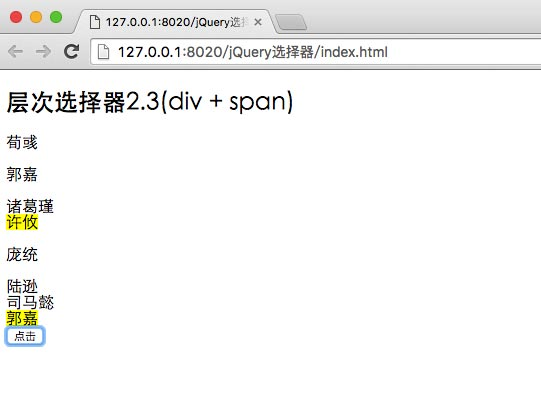 127.0.0.1:8020/jQuery选择
127.0.0.1:8020/jQuery选择器/index.html
层次选择器2.3(div + span)
荀彧
郭嘉
诸葛瑾
许攸
庞统
陆逊
司马懿
郭嘉
点击